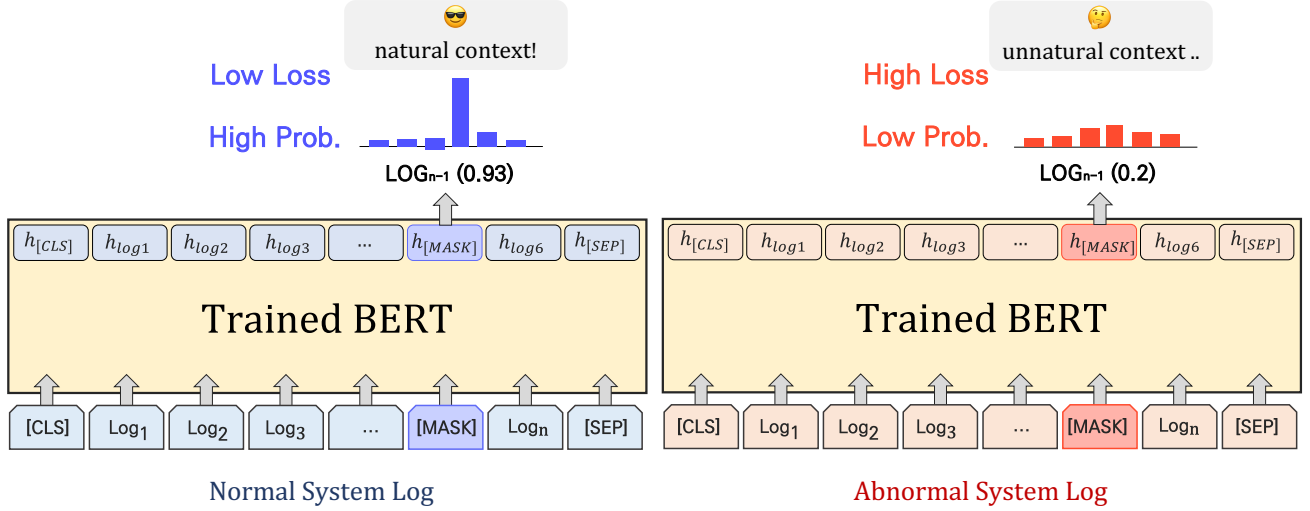 natural context!
Low Loss
High Prob.
LOGn-1 (0.93)
h[CLS] hlog1 hlog2 hlog3 ... h[MASK] hlog6 h[SEP]
Trained BERT
[CLS] Log1 Log2 Log3 ... [MASK] Logn [SEP]
Normal System Log
unnatural context ..
High Loss
Low Prob.
LOGn-1 (0.2)
h[CLS] hlog1 hlog2 hlog3 ... h[MASK] hlog6 h[SEP]
Trained BERT
[CLS] Log1 Log2 Log3 ... [MASK] Logn [SEP]
Abnormal System Log